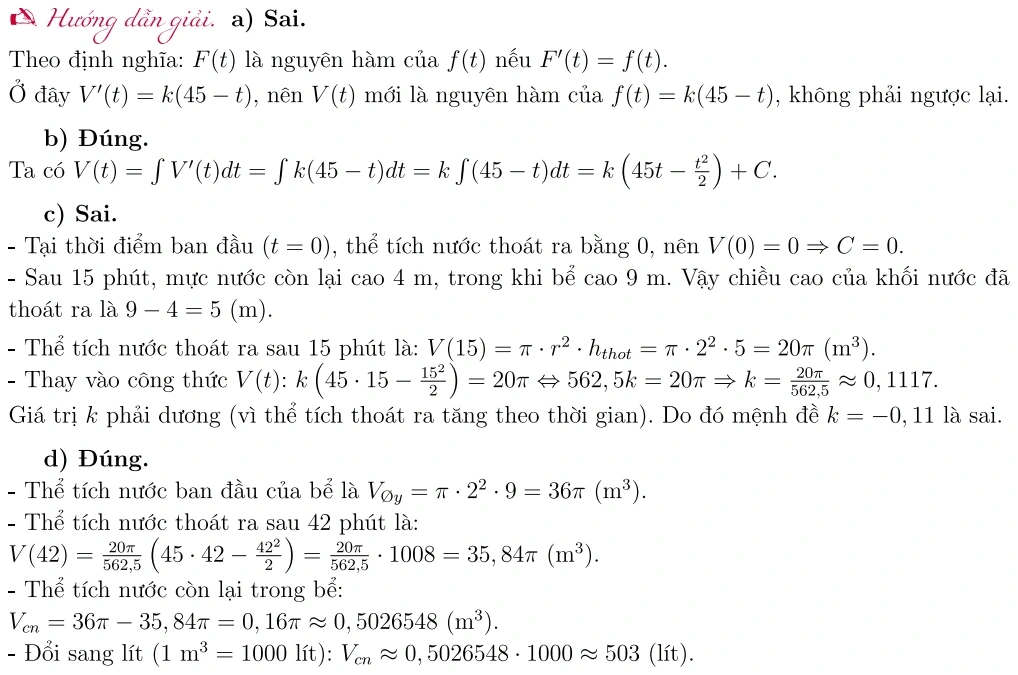 Hướng dẫn giải. a) Sai.
Theo định nghĩa: F(t) là nguyên hàm của f(t) nếu F′(t) = f(t).
Ở đây V′(t) = k(45 − t), nên V(t) mới là nguyên hàm của f(t) = k(45 − t), không phải ngược lại.
b) Đúng.
Ta có V(t) = ∫ V′(t)dt = ∫ k(45 − t)dt = k ∫(45 − t)dt = k (45t − t²/2) + C.
c) Sai.
- Tại thời điểm ban đầu (t = 0), thể tích nước thoát ra bằng 0, nên V(0) = 0 ⇒ C = 0.
- Sau 15 phút, mực nước còn lại cao 4 m, trong khi bể cao 9 m. Vậy chiều cao của khối nước đã
thoát ra là 9 − 4 = 5 (m).
- Thể tích nước thoát ra sau 15 phút là: V(15) = π · r² · h_thot = π · 2² · 5 = 20π (m³).
- Thay vào công thức V(t): k (45 · 15 − 15²/2) = 20π ⇔ 562, 5k = 20π ⇒ k = 20π/562,5 ≈ 0, 1117.
Giá trị k phải dương (vì thể tích thoát ra tăng theo thời gian). Do đó mệnh đề k = −0, 11 là sai.
d) Đúng.
- Thể tích nước ban đầu của bể là V_Øy = π · 2² · 9 = 36π (m³).
- Thể tích nước thoát ra sau 42 phút là:
V(42) = 20π/562,5 (45 · 42 − 42²/2) = 20π/562,5 · 1008 = 35, 84π (m³).
- Thể tích nước còn lại trong bể:
V_cn = 36π − 35, 84π = 0, 16π ≈ 0, 5026548 (m³).
- Đổi sang lít (1 m³ = 1000 lít): V_cn ≈ 0, 5026548 · 1000 ≈ 503 (lít).